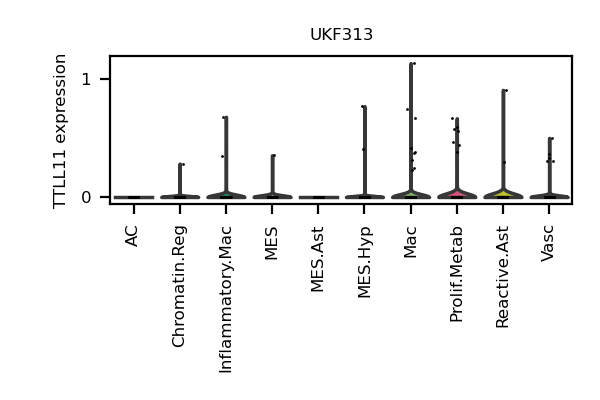 UKF313
TTLL11 expression
1
0
AC
Chromatin.Reg
Inflammatory.Mac
MES
MES.Ast
MES.Hyp
Mac
Prolif.Metab
Reactive.Ast
Vasc